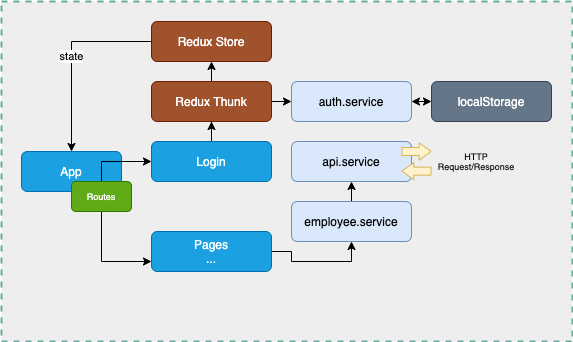 Redux Store
state
Redux Thunk
auth.service
localStorage
App
Login
api.service
HTTP
Request/Response
Routes
employee.service
Pages
...